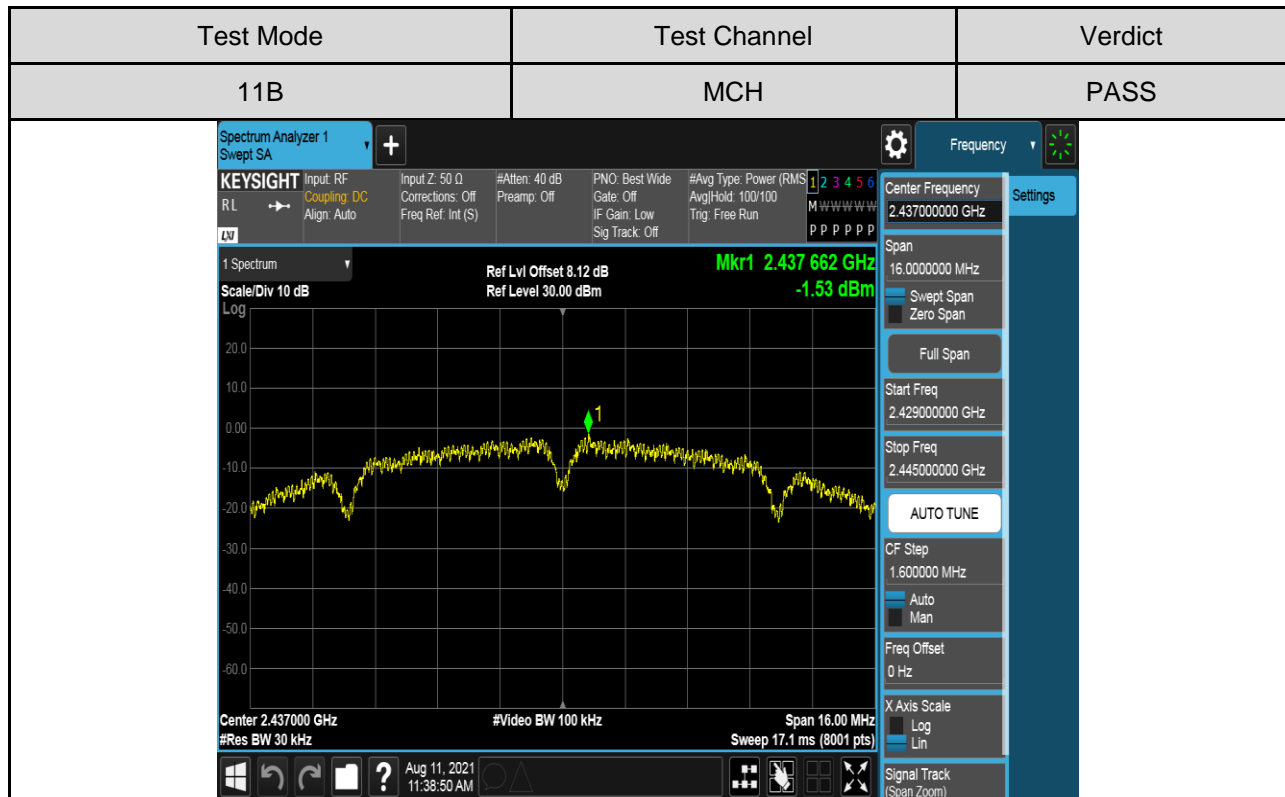 Test Mode Test Channel Verdict
11B MCH PASS
Spectrum Analyzer 1
Swept SA
+
Frequency
KEYSIGHT
RL
LXI
Input: RF
Coupling: DC
Align: Auto
Input Z: 50 Ω
Corrections: Off
Freq Ref: Int (S)
#Atten: 40 dB
Preamp: Off
PNO: Best Wide
Gate: Off
IF Gain: Low
Sig Track: Off
#Avg Type: Power (RMS
Avg|Hold: 100/100
Trig: Free Run
1 2 3 4 5 6
M W W W W W
P P P P P P
1 Spectrum
Scale/Div 10 dB
Log
Ref Lvl Offset 8.12 dB
Ref Level 30.00 dBm
Mkr1 2.437 662 GHz
-1.53 dBm
20.0
10.0
0.00
-10.0
-20.0
-30.0
-40.0
-50.0
-60.0
1
Center 2.437000 GHz
#Res BW 30 kHz
#Video BW 100 kHz
Span 16.00 MHz
Sweep 17.1 ms (8001 pts)
?
Aug 11, 2021
11:38:50 AM
Center Frequency
2.437000000 GHz
Settings
Span
16.0000000 MHz
Swept Span
Zero Span
Full Span
Start Freq
2.429000000 GHz
Stop Freq
2.445000000 GHz
AUTO TUNE
CF Step
1.600000 MHz
Auto
Man
Freq Offset
0 Hz
X Axis Scale
Log
Lin
Signal Track
(Span Zoom)